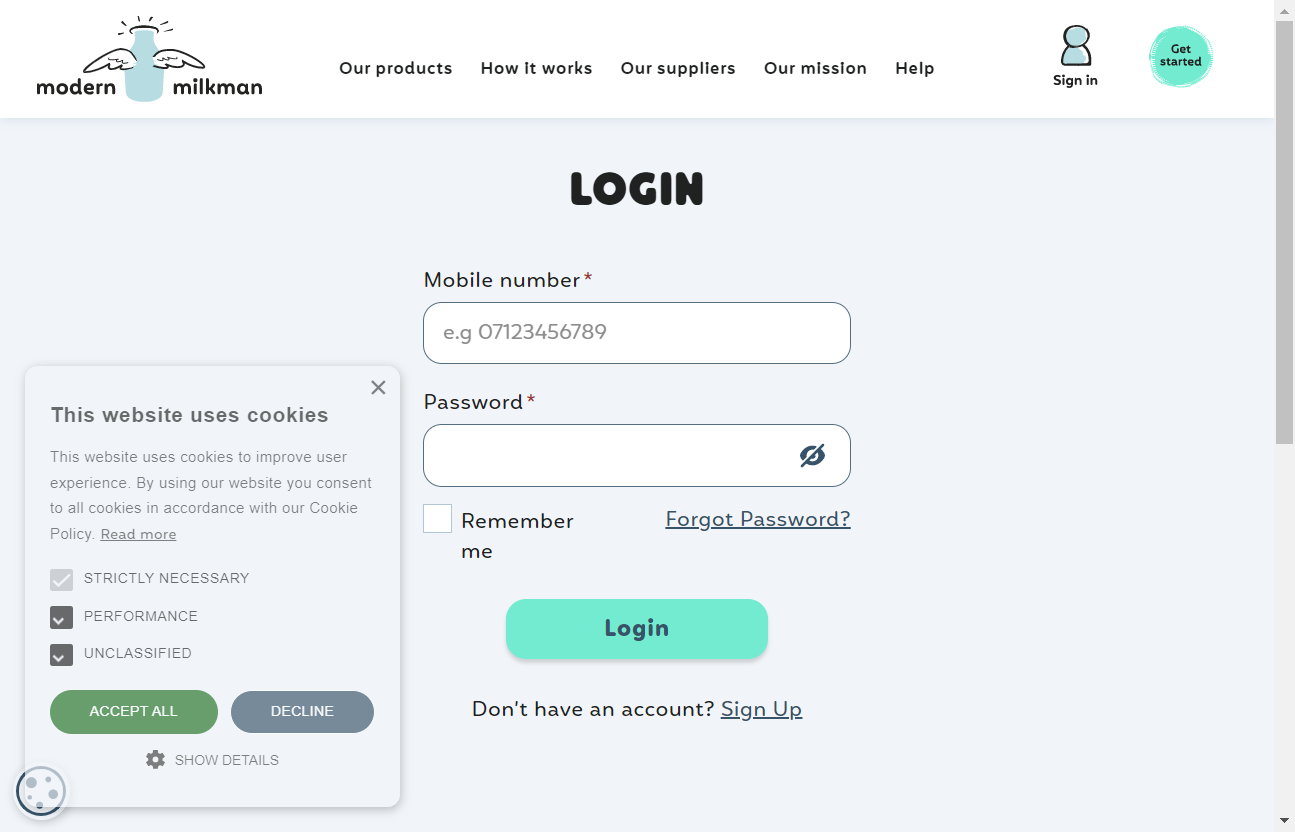 modern milkman
Our products
How it works
Our suppliers
Our mission
Help
Sign in
Get
started
LOGIN
Mobile number*
e.g 07123456789
Password*
Remember
me
Forgot Password?
Login
Don't have an account? Sign Up
This website uses cookies
This website uses cookies to improve user
experience. By using our website you consent
to all cookies in accordance with our Cookie
Policy. Read more
STRICTLY NECESSARY
PERFORMANCE
UNCLASSIFIED
ACCEPT ALL
DECLINE
SHOW DETAILS